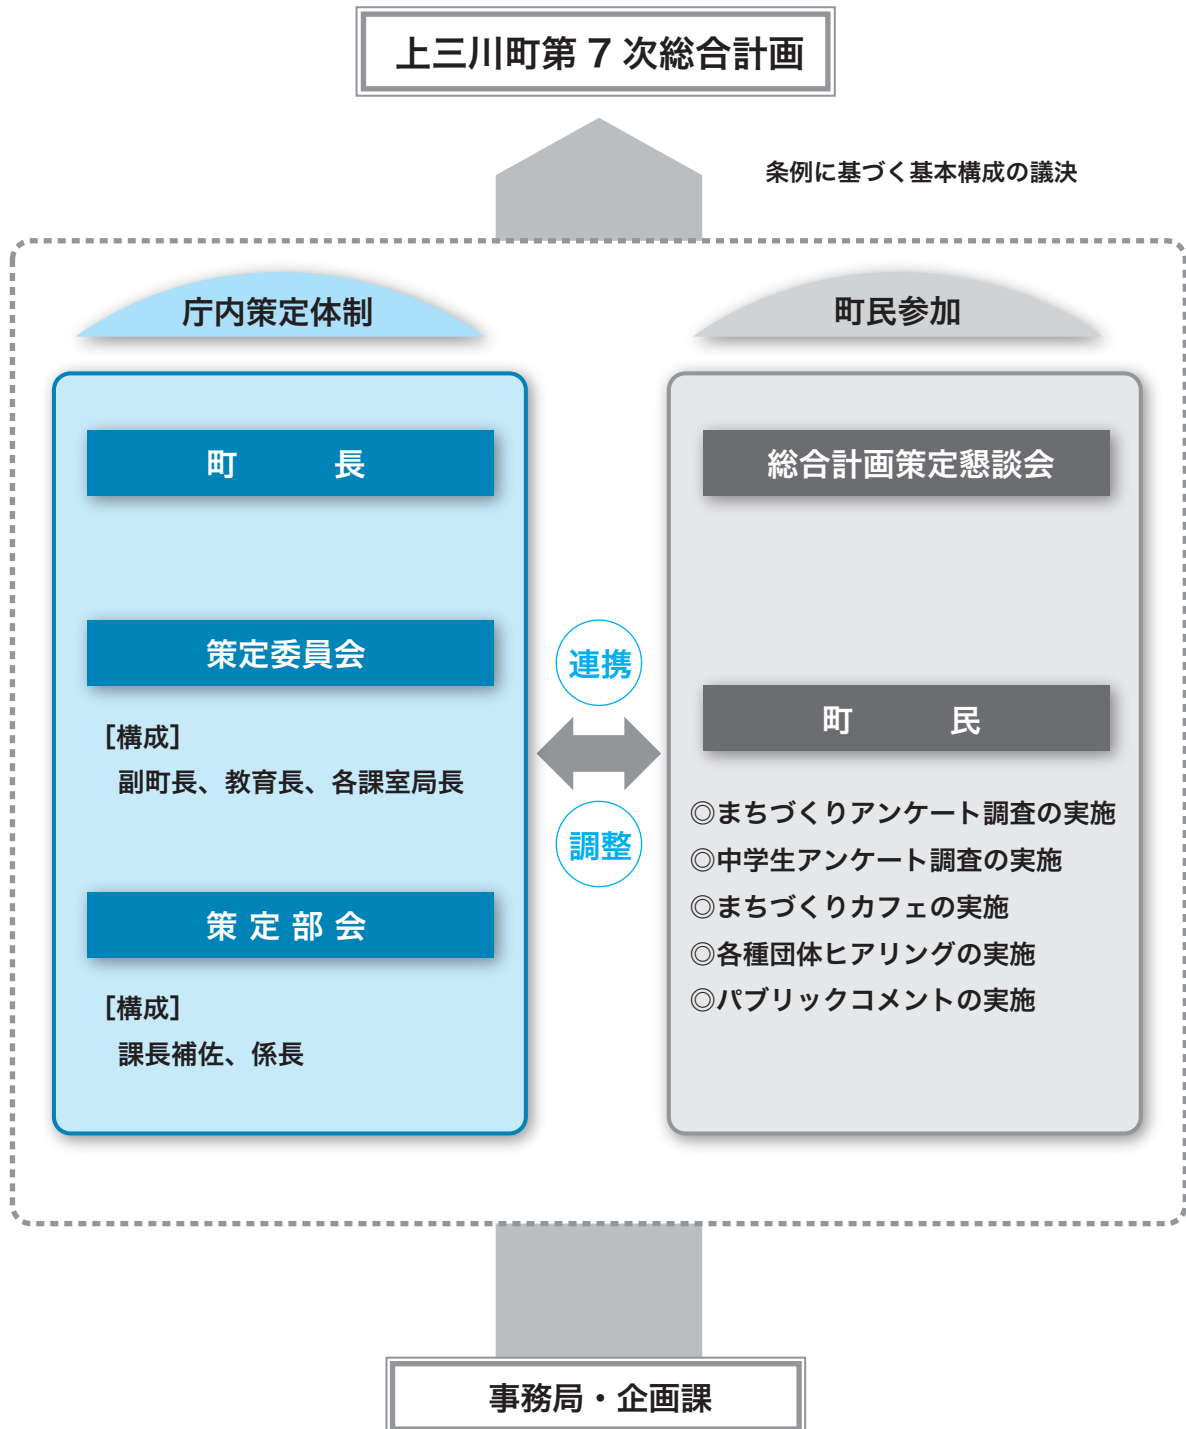 上三川町第７次総合計画
条例に基づく基本構成の議決
庁内策定体制
町　　　長
策定委員会
［構成］
副町長、教育長、各課室局長
策 定 部 会
［構成］
課長補佐、係長
連携
調整
町民参加
総合計画策定懇談会
町　　　民
◎まちづくりアンケート調査の実施
◎中学生アンケート調査の実施
◎まちづくりカフェの実施
◎各種団体ヒアリングの実施
◎パブリックコメントの実施
事務局・企画課